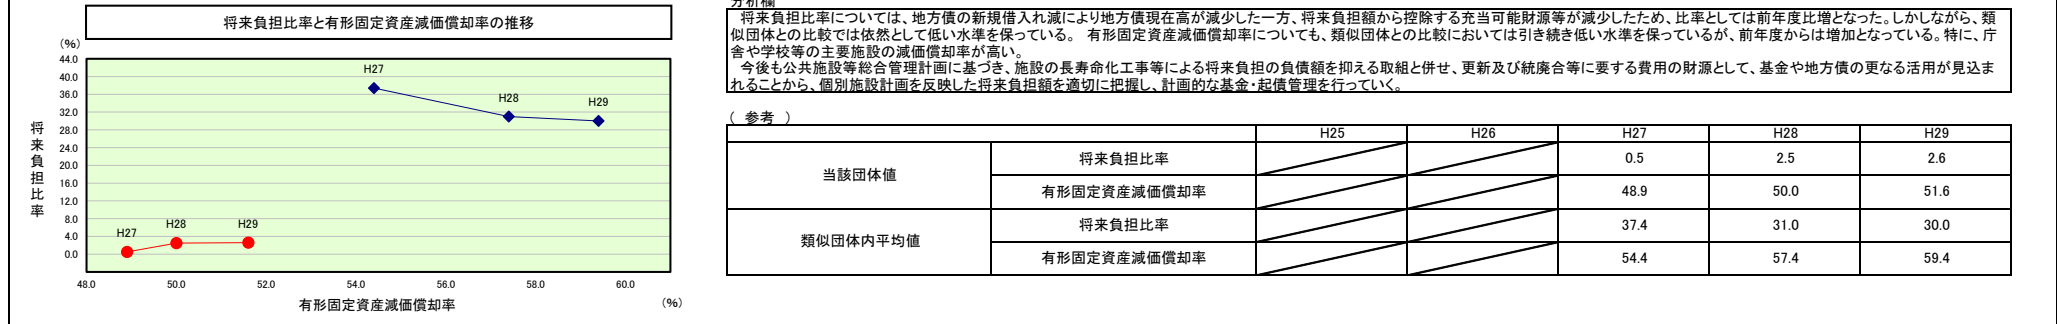 将来負担比率と有形固定資産減価償却率の推移
(%)
44.0
40.0
36.0
32.0
28.0
24.0
20.0
16.0
12.0
8.0
4.0
0.0
将来負担比率
H27
H28
H29
H27
H28
H29
48.0 50.0 52.0 54.0 56.0 58.0 60.0
有形固定資産減価償却率
(%)
分析欄
将来負担比率については、地方債の新規借入れ減により地方債現在高が減少した一方、将来負担額から控除する充当可能財源等が減少したため、比率としては前年度比増となった。しかしながら、類
似団体との比較では依然として低い水準を保っている。 有形固定資産減価償却率についても、類似団体との比較においては引き続き低い水準を保っているが、前年度からは増加となっている。特に、庁
舎や学校等の主要施設の減価償却率が高い。
今後も公共施設等総合管理計画に基づき、施設の長寿命化工事等による将来負担の負債額を抑える取組と併せ、更新及び統廃合等に要する費用の財源として、基金や地方債の更なる活用が見込ま
れることから、個別施設計画を反映した将来負担額を適切に把握し、計画的な基金・起債管理を行っていく。
( 参考 )
H25 H26 H27 H28 H29
当該団体値
将来負担比率 0.5 2.5 2.6
有形固定資産減価償却率 48.9 50.0 51.6
類似団体内平均値
将来負担比率 37.4 31.0 30.0
有形固定資産減価償却率 54.4 57.4 59.4